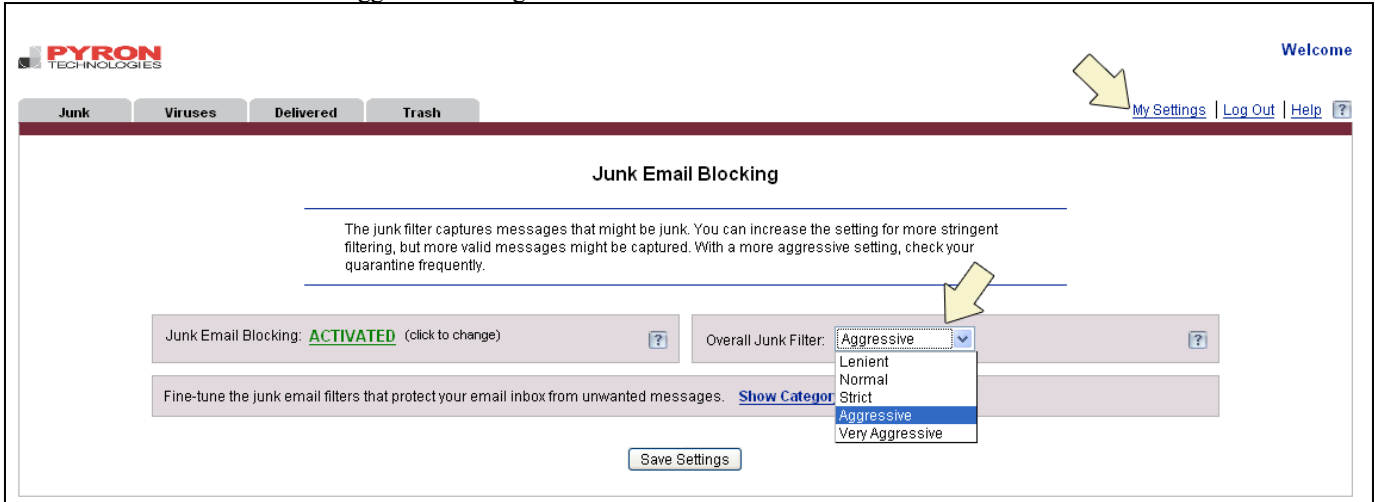 PYRON
TECHNOLOGIES
Welcome
Junk Viruses Delivered Trash
My Settings | Log Out | Help ?
Junk Email Blocking
The junk filter captures messages that might be junk. You can increase the setting for more stringent
filtering, but more valid messages might be captured. With a more aggressive setting, check your
quarantine frequently.
Junk Email Blocking: ACTIVATED (click to change) ?
Overall Junk Filter: Aggressive ?
Lenient
Normal
Strict
Aggressive
Very Aggressive
Fine-tune the junk email filters that protect your email inbox from unwanted messages. Show Categor
Save Settings